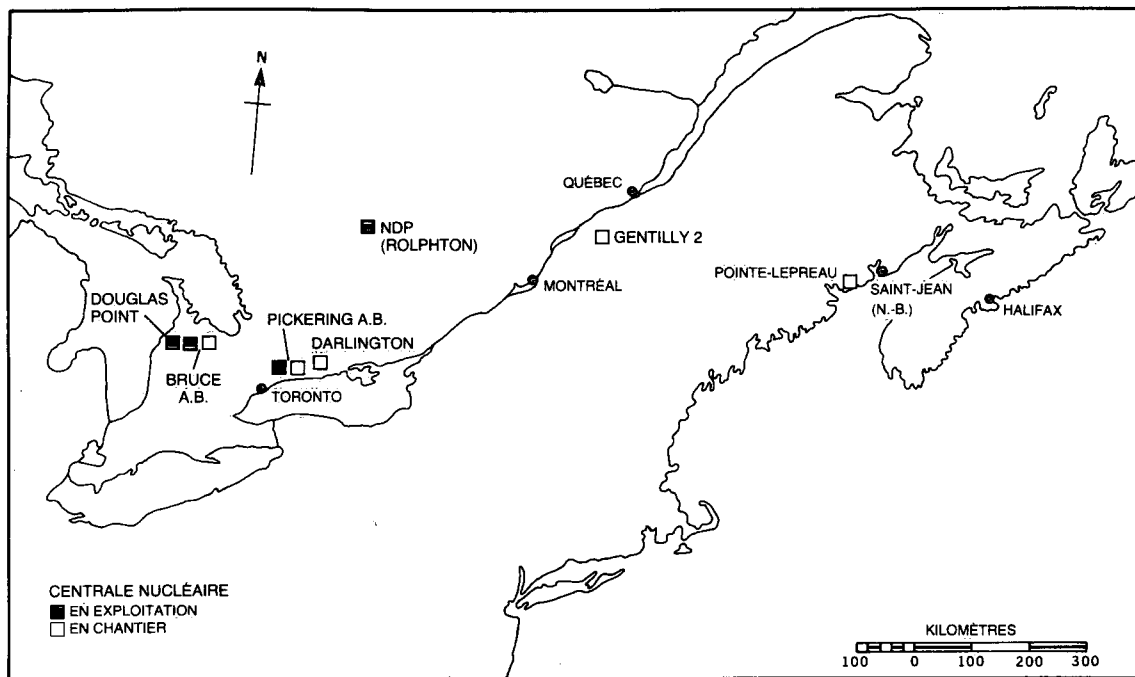 N
QUÉBEC
NDP
(ROLPHTON)
GENTILLY 2
POINTE-LEPREAU
MONTRÉAL
SAINT-JEAN
(N.-B.)
HALIFAX
DOUGLAS
POINT
PICKERING A.B.
DARLINGTON
BRUCE
A.B.
TORONTO
CENTRALE NUCLÉAIRE
EN EXPLOITATION
EN CHANTIER
KILOMÈTRES
100 0 100 200 300